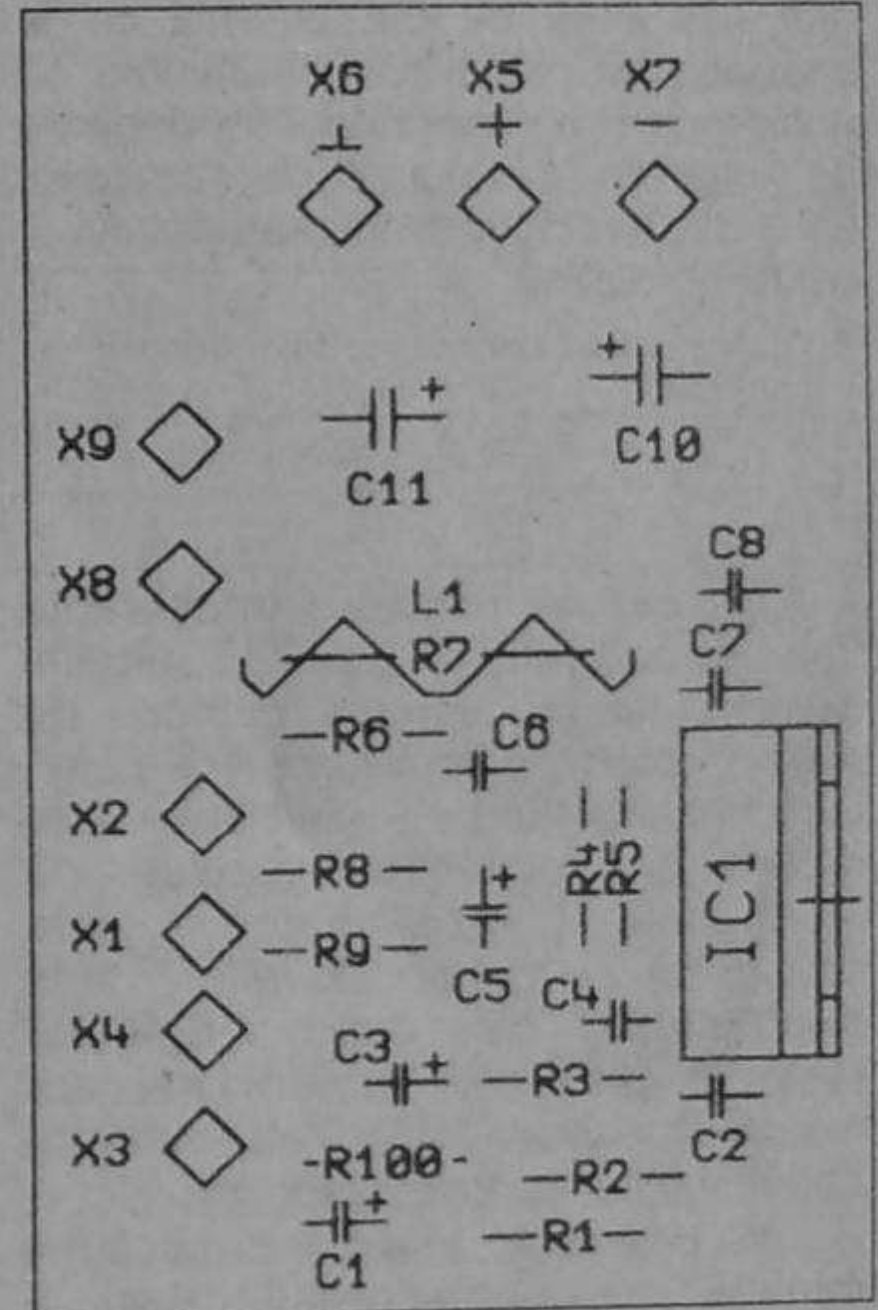 X6 X5 X7
⊥ + −
+ +
X9 C11 C10
X8 L1 C8
R7 C7
R6 C6
X2
R8 + R4 R5 IC1
X1 R9
C5 C4
X4 C3 + R3
X3 R100 R2 C2
+
C1 R1